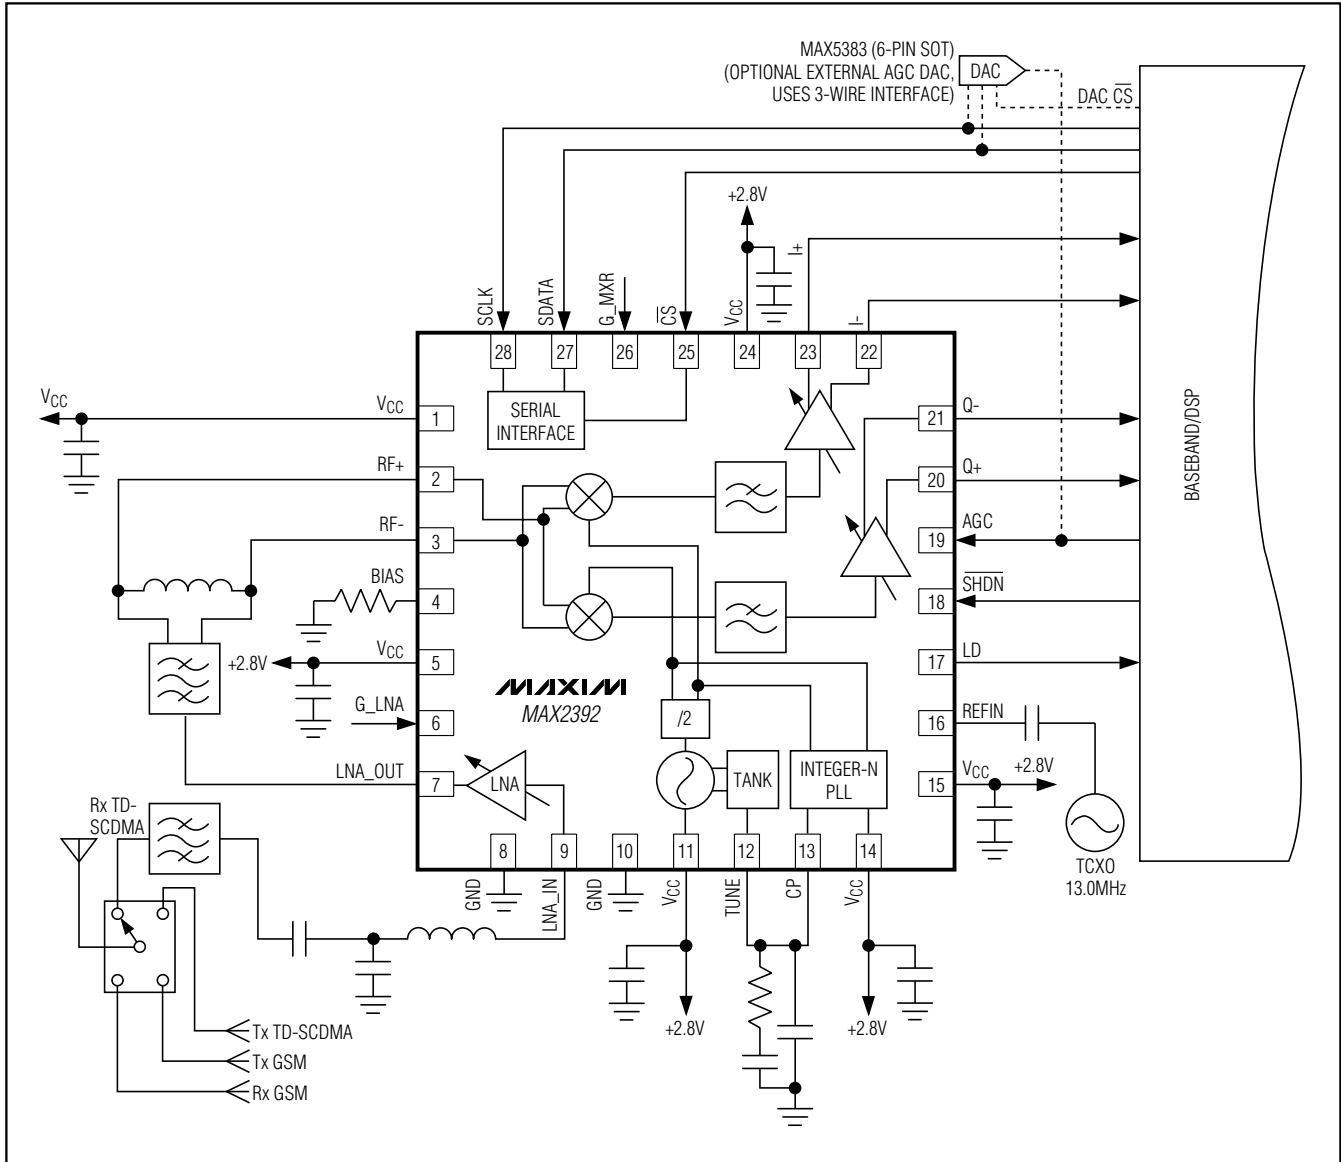 MAX5383 (6-PIN SOT)
(OPTIONAL EXTERNAL AGC DAC,
USES 3-WIRE INTERFACE)
DAC
DAC CS
+2.8V
SCLK
SDATA
G_MXR
CS
VCC
I+
I-
28
27
26
25
24
23
22
VCC
VCC
1
SERIAL
INTERFACE
21
Q-
RF+
2
20
Q+
BASEBAND/DSP
RF-
3
19
AGC
BIAS
4
18
SHDN
+2.8V
VCC
5
17
LD
MAXIM
MAX2392
G_LNA
6
/2
16
REFIN
LNA_OUT
7
LNA
TANK
INTEGER-N
PLL
15
VCC
+2.8V
Rx TD-
SCDMA
8
9
10
11
12
13
14
TCXO
13.0MHz
GND
LNA_IN
GND
VCC
TUNE
CP
VCC
+2.8V
+2.8V
Tx TD-SCDMA
Tx GSM
Rx GSM